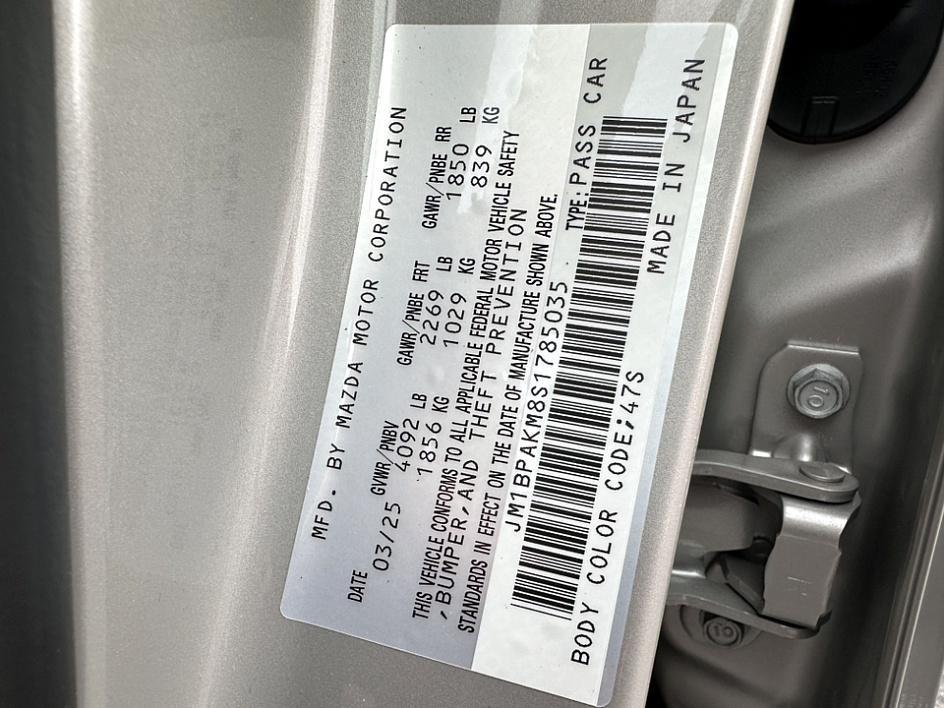 MFD. BY MAZDA MOTOR CORPORATION
DATE GVWR/PNBV GAWR/PNBE FRT GAWR/PNBE RR
03/25 4092 LB 2269 LB 1850 LB
1856 KG 1029 KG 839 KG
THIS VEHICLE CONFORMS TO ALL APPLICABLE FEDERAL MOTOR VEHICLE SAFETY
,BUMPER,AND THEFT PREVENTION
STANDARDS IN EFFECT ON THE DATE OF MANUFACTURE SHOWN ABOVE.
JM1BPAKM8S1785035 TYPE:PASS CAR
BODY COLOR CODE;47S MADE IN JAPAN
10
10